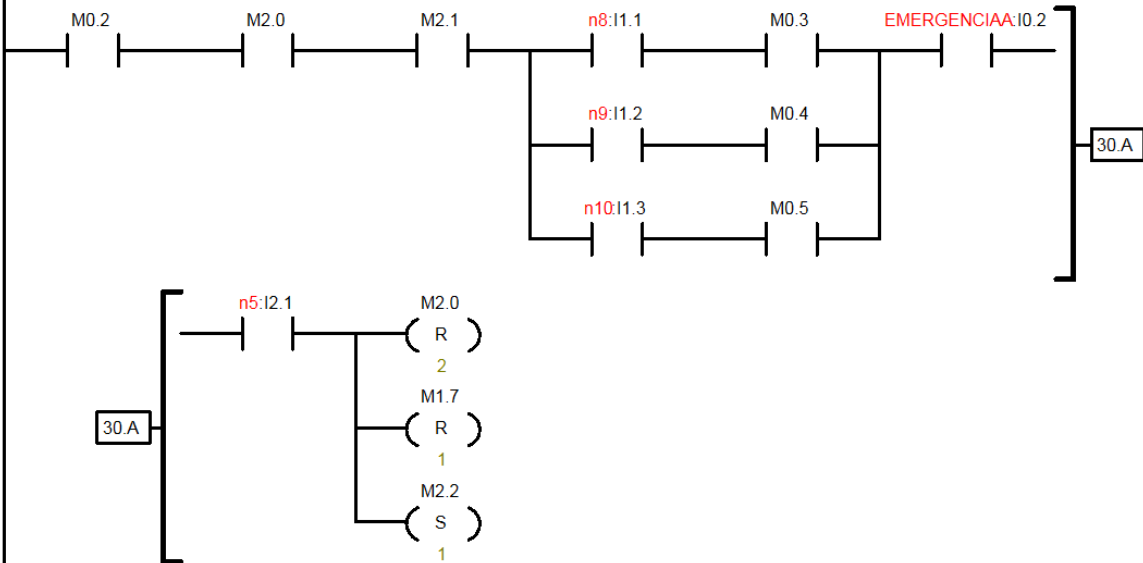 M0.2 M2.0 M2.1 n8:I1.1 M0.3 EMERGENCIAA:I0.2
n9:I1.2 M0.4
30.A
n10:I1.3 M0.5
n5:I2.1 M2.0
R
2
M1.7
30.A R
1
M2.2
S
1